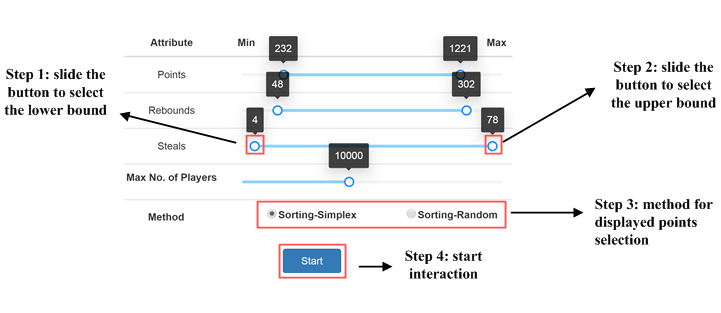 Attribute Min Max
232 1221
Points
48 302
Rebounds
4 78
Steals
10000
Max No. of Players
Method Sorting-Simplex Sorting-Random
Start
Step 1: slide the
button to select
the lower bound
Step 2: slide the
button to select
the upper bound
Step 3: method for
displayed points
selection
Step 4: start
interaction